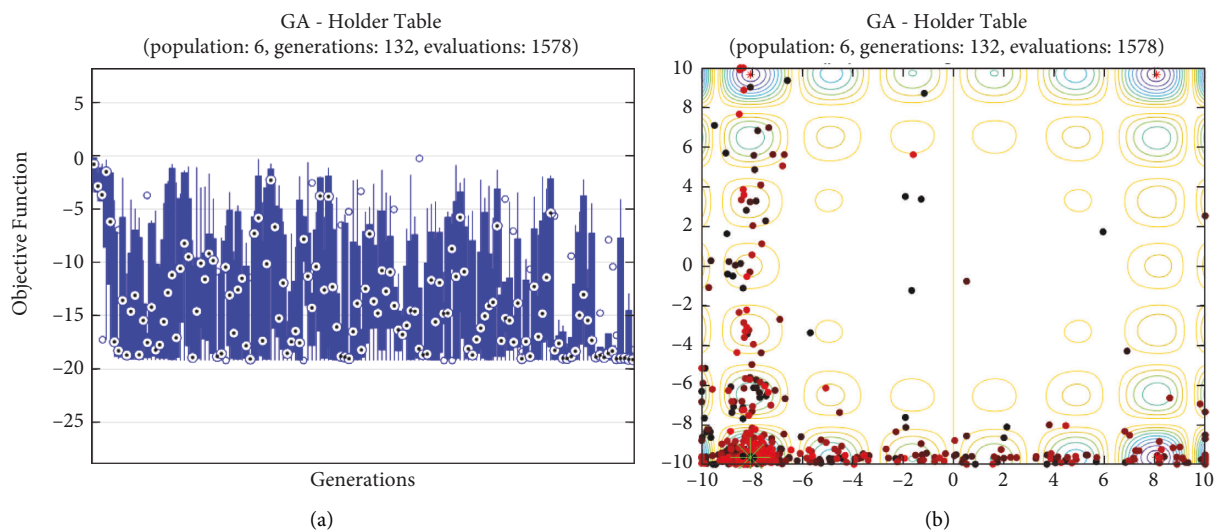 GA - Holder Table
(population: 6, generations: 132, evaluations: 1578)
5
0
−5
−10
−15
−20
−25
Objective Function
Generations
(a)
GA - Holder Table
(population: 6, generations: 132, evaluations: 1578)
10
8
6
4
2
0
−2
−4
−6
−8
−10
−10 −8 −6 −4 −2 0 2 4 6 8 10
(b)